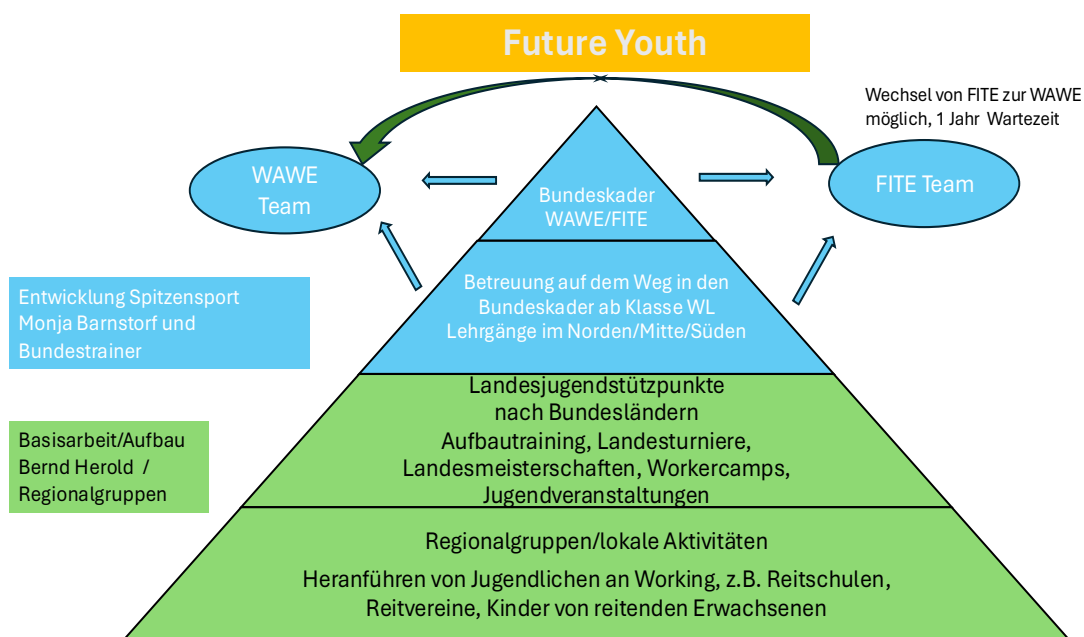 Future Youth
Wechsel von FITE zur WAWE
möglich, 1 Jahr Wartezeit
WAWE
Team
FITE Team
Bundeskader
WAWE/FITE
Entwicklung Spitzensport
Monja Barnstorf und
Bundestrainer
Betreuung auf dem Weg in den
Bundeskader ab Klasse WL
Lehrgänge im Norden/Mitte/Süden
Basisarbeit/Aufbau
Bernd Herold /
Regionalgruppen
Landesjugendstützpunkte
nach Bundesländern
Aufbautraining, Landesturniere,
Landesmeisterschaften, Workercamps,
Jugendveranstaltungen
Regionalgruppen/lokale Aktivitäten
Heranführen von Jugendlichen an Working, z.B. Reitschulen,
Reitvereine, Kinder von reitenden Erwachsenen